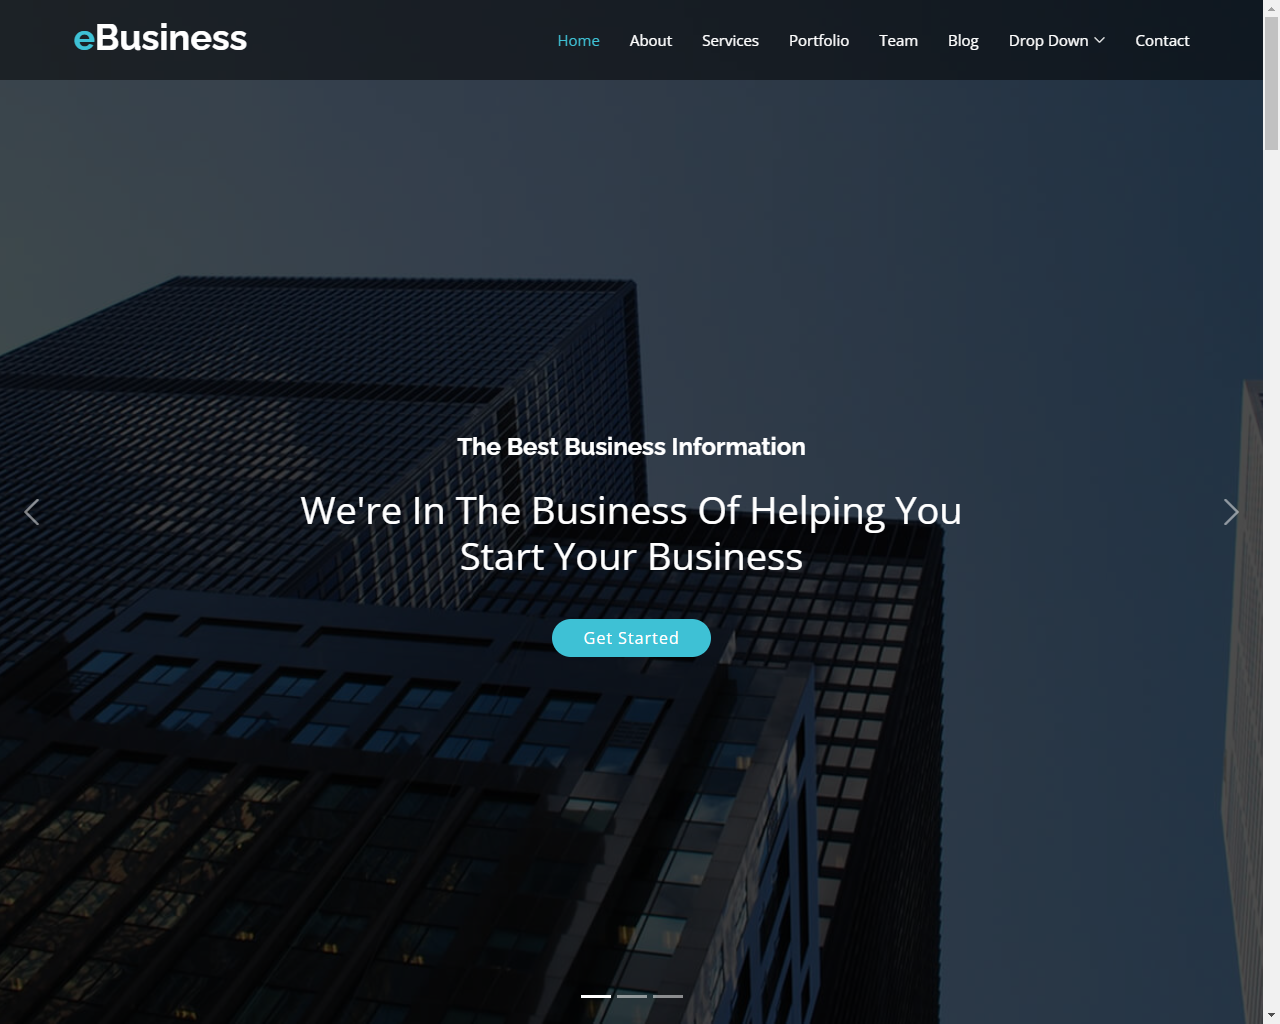 eBusiness
Home About Services Portfolio Team Blog Drop Down Contact
The Best Business Information
We're In The Business Of Helping You
Start Your Business
Get Started